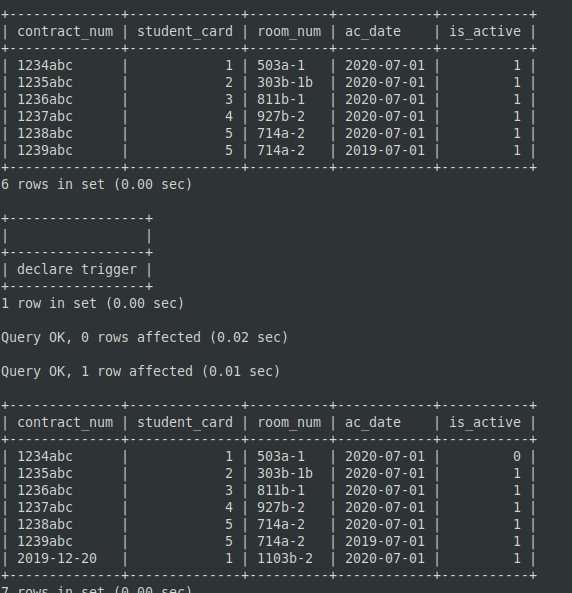 +--------------+--------------+----------+------------+-----------+
| contract_num | student_card | room_num | ac_date    | is_active |
+--------------+--------------+----------+------------+-----------+
| 1234abc      |            1 | 503a-1   | 2020-07-01 |         1 |
| 1235abc      |            2 | 303b-1b  | 2020-07-01 |         1 |
| 1236abc      |            3 | 811b-1   | 2020-07-01 |         1 |
| 1237abc      |            4 | 927b-2   | 2020-07-01 |         1 |
| 1238abc      |            5 | 714a-2   | 2020-07-01 |         1 |
| 1239abc      |            5 | 714a-2   | 2019-07-01 |         1 |
+--------------+--------------+----------+------------+-----------+
6 rows in set (0.00 sec)

+-----------------+
|                 |
+-----------------+
| declare trigger |
+-----------------+
1 row in set (0.00 sec)

Query OK, 0 rows affected (0.02 sec)

Query OK, 1 row affected (0.01 sec)

+--------------+--------------+----------+------------+-----------+
| contract_num | student_card | room_num | ac_date    | is_active |
+--------------+--------------+----------+------------+-----------+
| 1234abc      |            1 | 503a-1   | 2020-07-01 |         0 |
| 1235abc      |            2 | 303b-1b  | 2020-07-01 |         1 |
| 1236abc      |            3 | 811b-1   | 2020-07-01 |         1 |
| 1237abc      |            4 | 927b-2   | 2020-07-01 |         1 |
| 1238abc      |            5 | 714a-2   | 2020-07-01 |         1 |
| 1239abc      |            5 | 714a-2   | 2019-07-01 |         1 |
| 2019-12-20   |            1 | 1103b-2  | 2020-07-01 |         1 |
+--------------+--------------+----------+------------+-----------+
7 rows in set (0.00 sec)